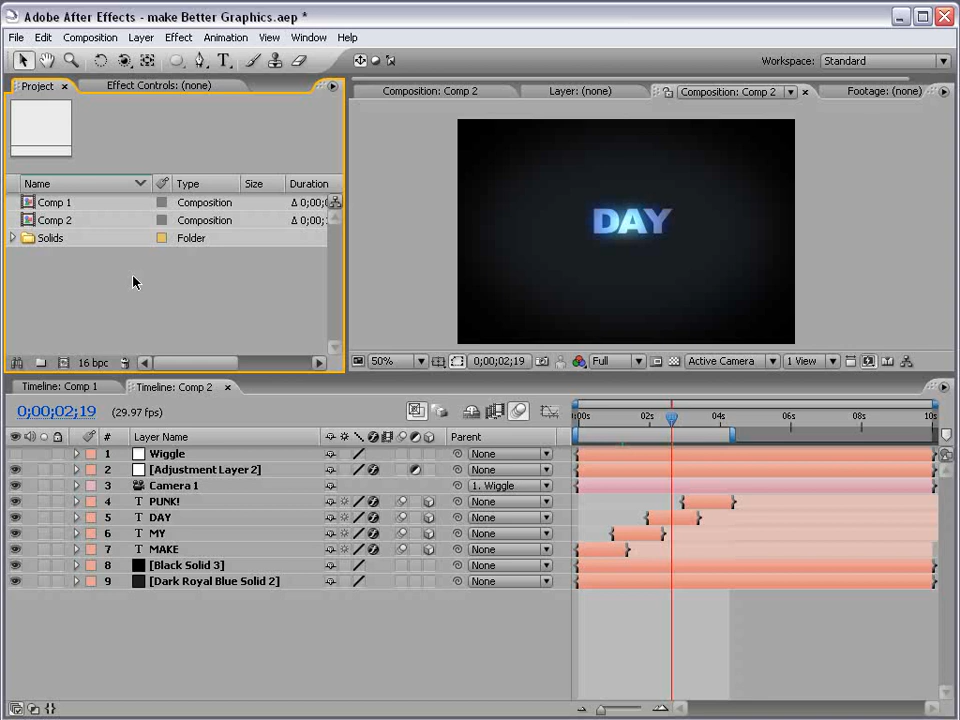 Adobe After Effects - make Better Graphics.aep *
File Edit Composition Layer Effect Animation View Window Help
Workspace: Standard
Project × Effect Controls: (none)
Composition: Comp 2 Layer: (none) Composition: Comp 2 × Footage: (none)
Name Type Size Duration
Comp 1 Composition Δ 0;00;
Comp 2 Composition Δ 0;00;
Solids Folder
DAY
16 bpc
50% 0;00;02;19 Full Active Camera 1 View
Timeline: Comp 1 Timeline: Comp 2 ×
0;00;02;19 (29.97 fps)
:00s 02s 04s 06s 08s 10s
# Layer Name Parent
1 Wiggle None
2 [Adjustment Layer 2] None
3 Camera 1 1. Wiggle
4 T PUNK! None
5 T DAY None
6 T MY None
7 T MAKE None
8 [Black Solid 3] None
9 [Dark Royal Blue Solid 2] None